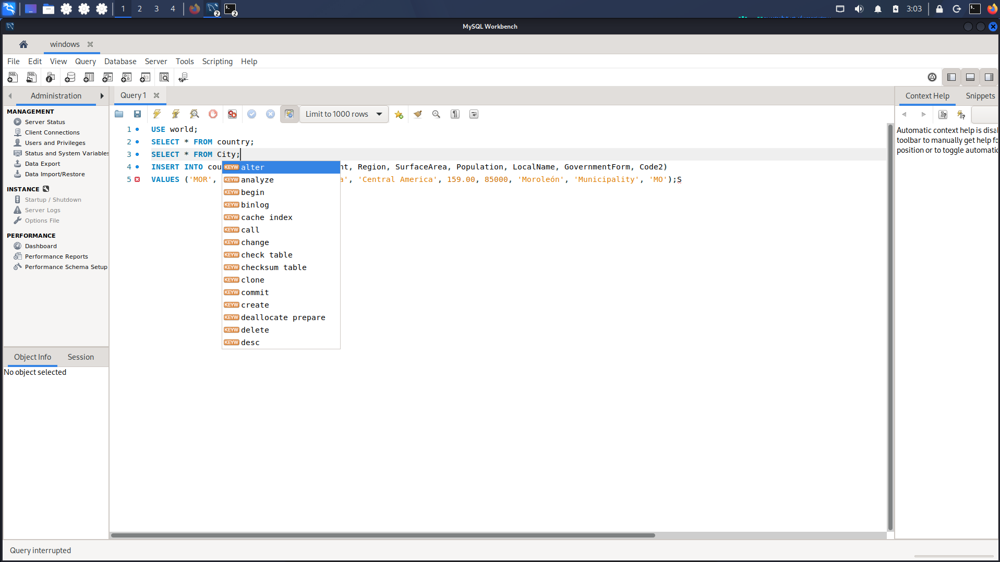 1 2 3 4 2 2 3:03
MySQL Workbench
windows
File Edit View Query Database Server Tools Scripting Help
Administration
Query 1
Context Help Snippets
MANAGEMENT
Server Status
Client Connections
Users and Privileges
Status and System Variables
Data Export
Data Import/Restore
INSTANCE
Startup / Shutdown
Server Logs
Options File
PERFORMANCE
Dashboard
Performance Reports
Performance Schema Setup
Object Info Session
No object selected
Limit to 1000 rows
1 USE world;
2 SELECT * FROM country;
3 SELECT * FROM City;
4 INSERT INTO cou nt, Region, SurfaceArea, Population, LocalName, GovernmentForm, Code2)
5 VALUES ('MOR', a', 'Central America', 159.00, 85000, 'Moroleón', 'Municipality', 'MO');S
KEYW alter
KEYW analyze
KEYW begin
KEYW binlog
KEYW cache index
KEYW call
KEYW change
KEYW check table
KEYW checksum table
KEYW clone
KEYW commit
KEYW create
KEYW deallocate prepare
KEYW delete
KEYW desc
Automatic context help is disa
toolbar to manually get help fo
position or to toggle automatic
Query interrupted